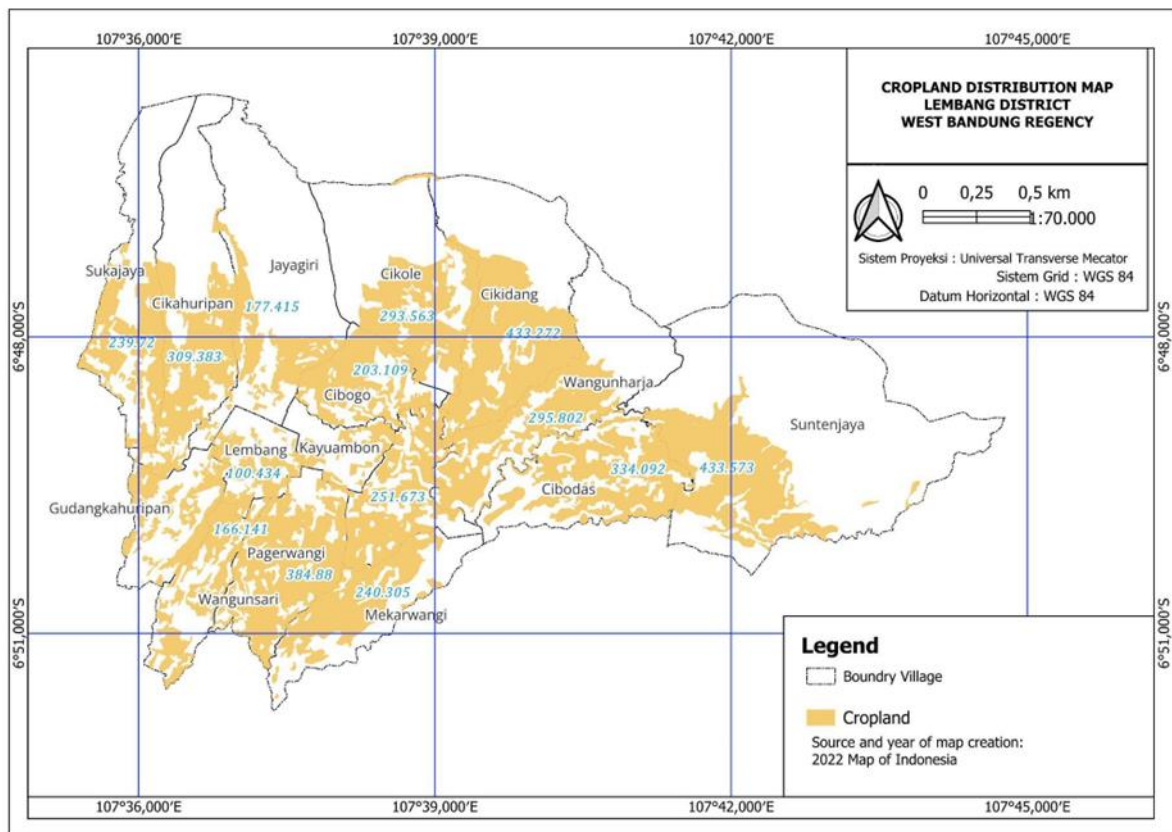 107°36,000'E 107°39,000'E 107°42,000'E 107°45,000'E
CROPLAND DISTRIBUTION MAP
LEMBANG DISTRICT
WEST BANDUNG REGENCY
0 0,25 0,5 km
1:70.000
Sistem Proyeksi : Universal Transverse Mecator
Sistem Grid : WGS 84
Datum Horizontal : WGS 84
6°48,000'S
6°48,000'S
6°51,000'S
6°51,000'S
Sukajaya
Jayagiri
Cikole
Cikahuripan
177.415
Cikidang
293.563
239.72
309.383
433.272
203.109
Cibogo
Wangunharja
295.802
Suntenjaya
Lembang
Kayuambon
100.434
251.673
334.092
433.573
Cibodas
Gudangkahuripan
166.141
Pagerwangi
384.88
Wangunsari
240.305
Mekarwangi
Legend
Boundry Village
Cropland
Source and year of map creation:
2022 Map of Indonesia
107°36,000'E 107°39,000'E 107°42,000'E 107°45,000'E